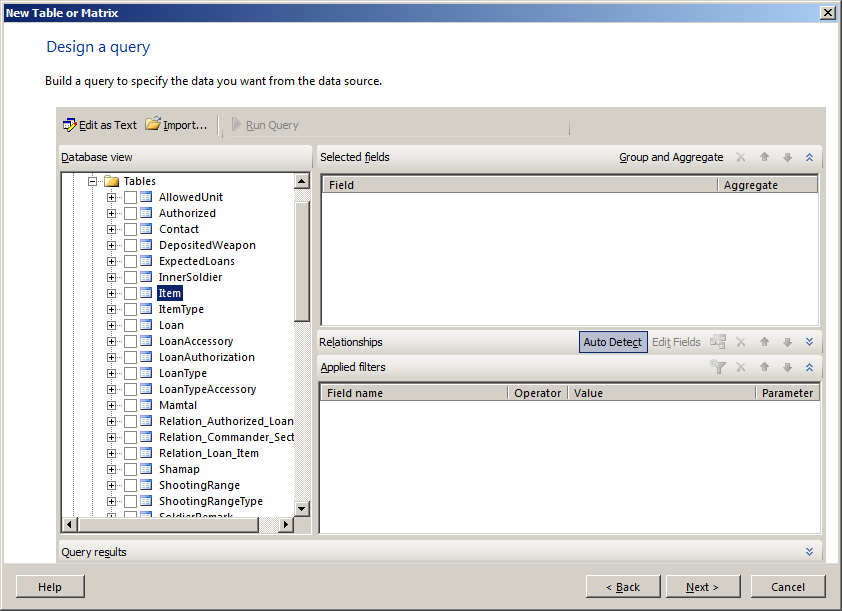 New Table or Matrix
Design a query
Build a query to specify the data you want from the data source.
Edit as Text Import... Run Query
Database view
Tables
AllowedUnit
Authorized
Contact
DepositedWeapon
ExpectedLoans
InnerSoldier
Item
ItemType
Loan
LoanAccessory
LoanAuthorization
LoanType
LoanTypeAccessory
Mamtal
Relation_Authorized_Loan
Relation_Commander_Sect
Relation_Loan_Item
Shamap
ShootingRange
ShootingRangeType
SoldierRemark
Selected fields Group and Aggregate
Field Aggregate
Relationships Auto Detect Edit Fields
Applied filters
Field name Operator Value Parameter
Query results
Help < Back Next > Cancel